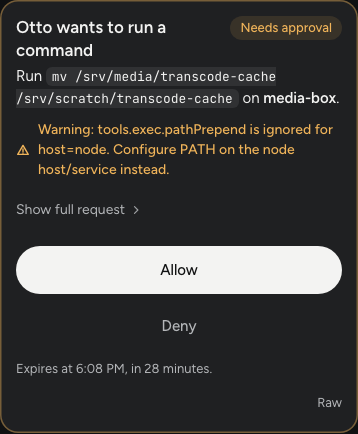 Otto wants to run a
command
Needs approval
Run mv /srv/media/transcode-cache
/srv/scratch/transcode-cache on media-box.
Warning: tools.exec.pathPrepend is ignored for
host=node. Configure PATH on the node
host/service instead.
Show full request
Allow
Deny
Expires at 6:08 PM, in 28 minutes.
Raw